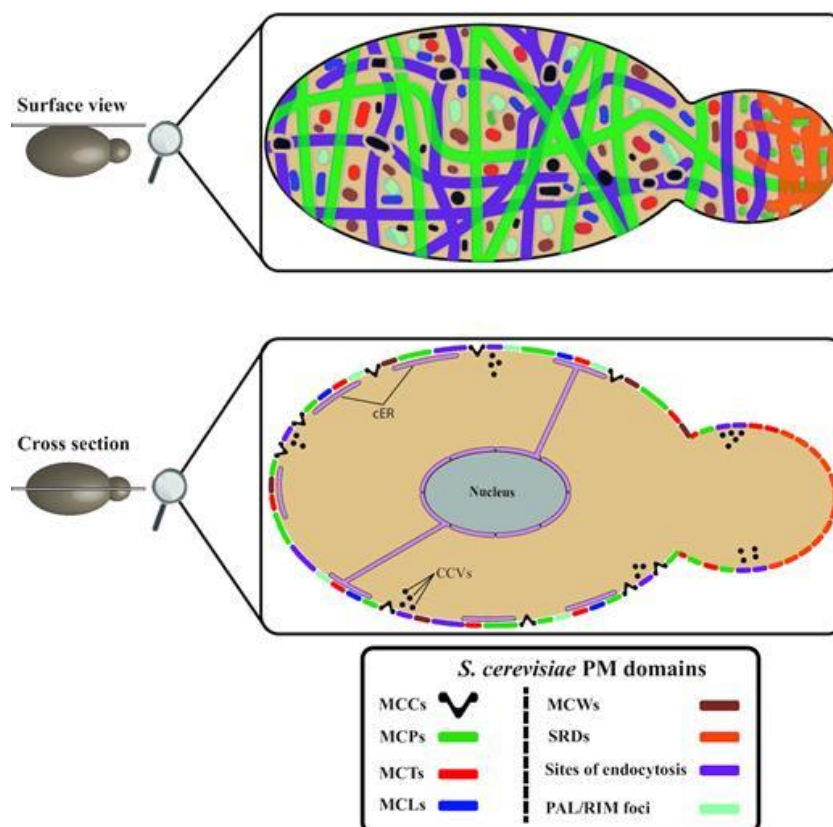 Surface view
Cross section
cER
Nucleus
CCVs
S. cerevisiae PM domains
MCCs
MCPs
MCTs
MCLs
MCWs
SRDs
Sites of endocytosis
PAL/RIM foci